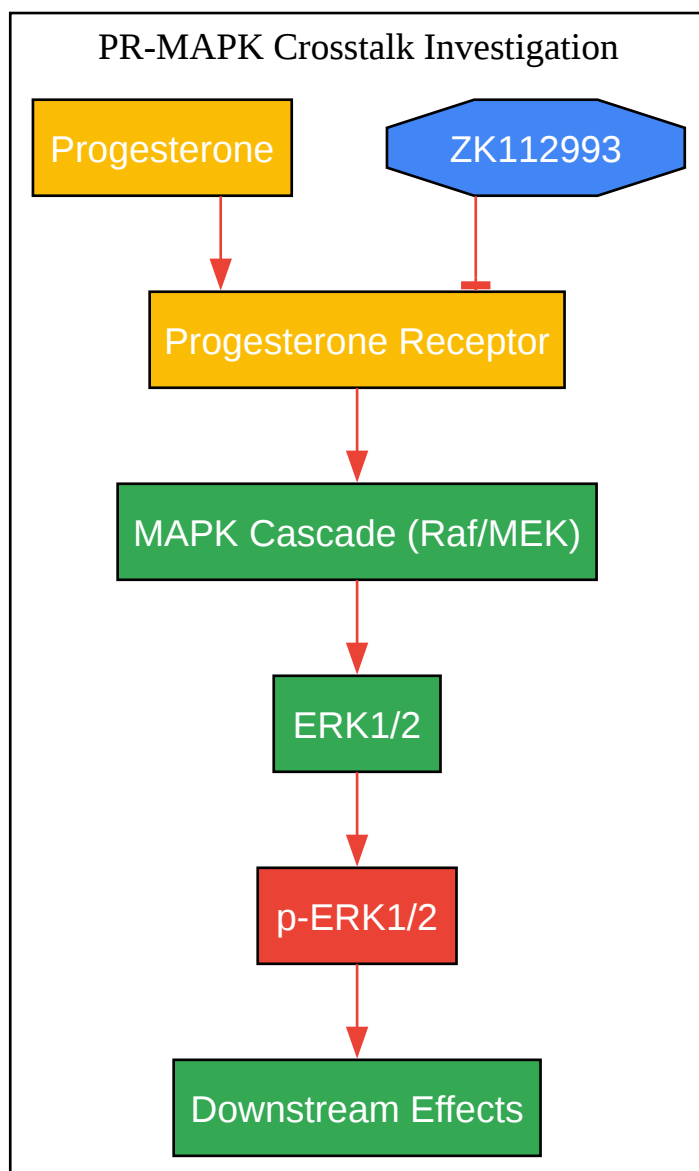 PR-MAPK Crosstalk Investigation
Progesterone
ZK112993
Progesterone Receptor
MAPK Cascade (Raf/MEK)
ERK1/2
p-ERK1/2
Downstream Effects